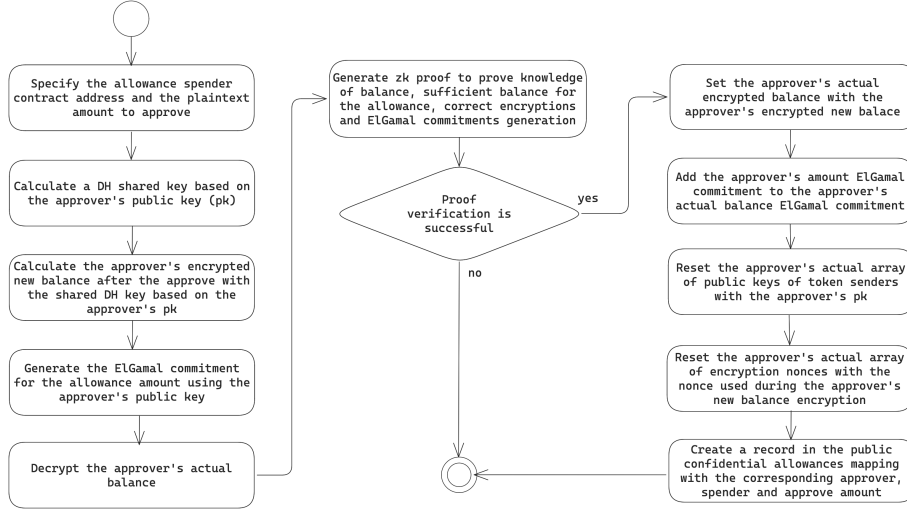 Specify the allowance spender
contract address and the plaintext
amount to approve
Calculate a DH shared key based on
the approver's public key (pk)
Calculate the approver's encrypted
new balance after the approve with
the shared DH key based on the
approver's pk
Generate the ElGamal commitment
for the allowance amount using the
approver's public key
Decrypt the approver's actual
balance
Generate zk proof to prove knowledge
of balance, sufficient balance for
the allowance, correct encryptions
and ElGamal commitments generation
Proof
verification is
successful
yes
no
Set the approver's actual
encrypted balance with the
approver's encrypted new balace
Add the approver's amount ElGamal
commitment to the approver's
actual balance ElGamal commitment
Reset the approver's actual array
of public keys of token senders
with the approver's pk
Reset the approver's actual array
of encryption nonces with the
nonce used during the approver's
new balance encryption
Create a record in the public
confidential allowances mapping
with the corresponding approver,
spender and approve amount